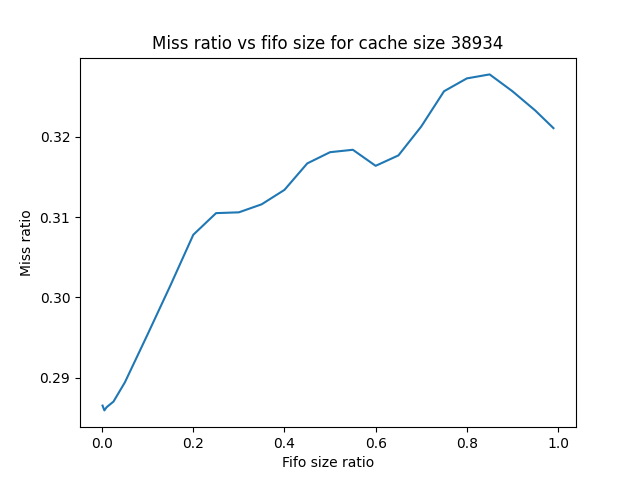 Miss ratio vs fifo size for cache size 38934
0.32
0.31
0.30
0.29
Miss ratio
0.0 0.2 0.4 0.6 0.8 1.0
Fifo size ratio